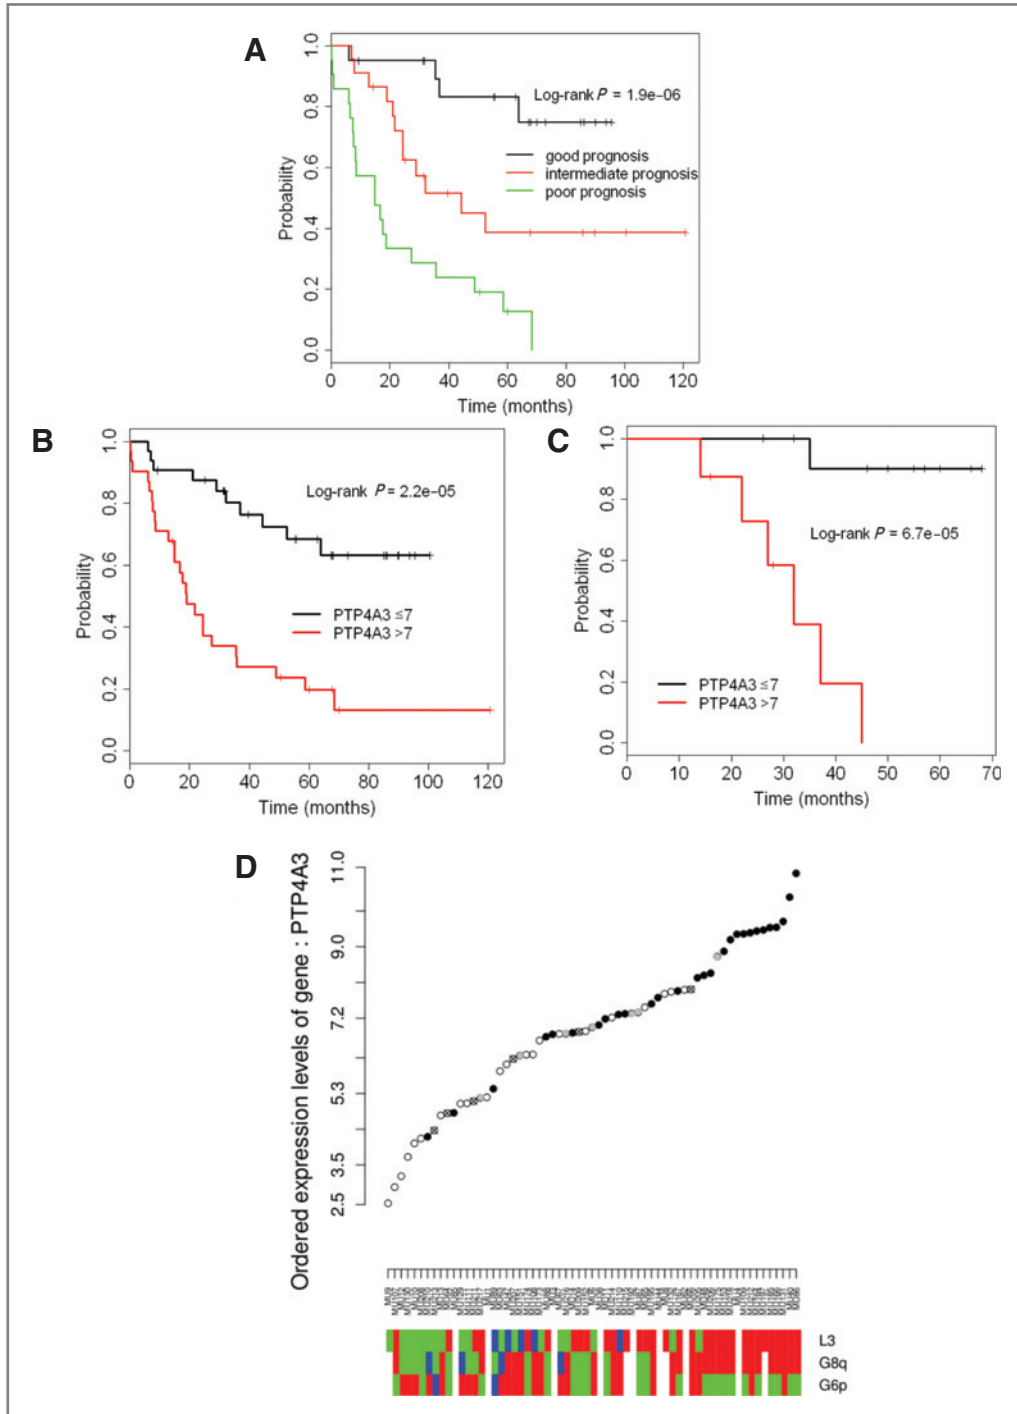 A
1.0
0.8
0.6
0.4
0.2
0.0
Probability
Log-rank P = 1.9e−06
good prognosis
intermediate prognosis
poor prognosis
0 20 40 60 80 100 120
Time (months)
B
1.0
0.8
0.6
0.4
0.2
0.0
Probability
Log-rank P = 2.2e−05
PTP4A3 ≤7
PTP4A3 >7
0 20 40 60 80 100 120
Time (months)
C
1.0
0.8
0.6
0.4
0.2
0.0
Probability
Log-rank P = 6.7e−05
PTP4A3 ≤7
PTP4A3 >7
0 10 20 30 40 50 60 70
Time (months)
D
Ordered expression levels of gene : PTP4A3
11.0
9.0
7.2
5.3
3.5
2.5
L3
G8q
G6p